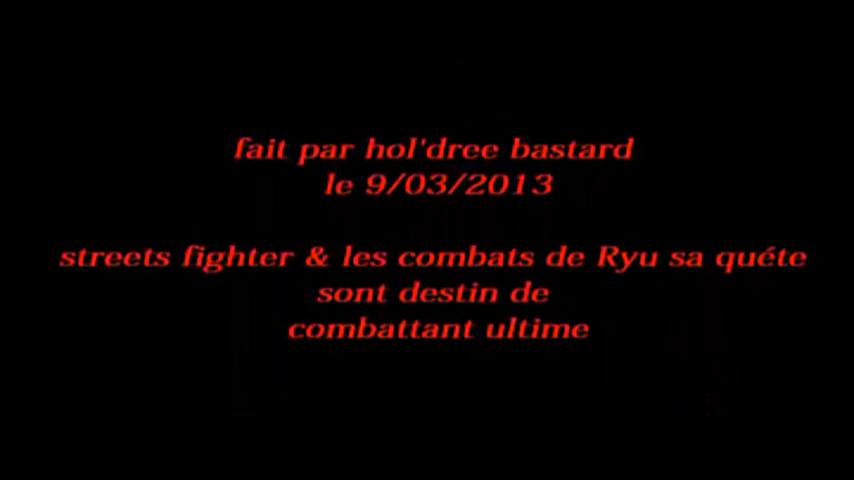 fait par hol'dree bastard
le 9/03/2013
streets fighter & les combats de Ryu sa quéte
sont destin de
combattant ultime